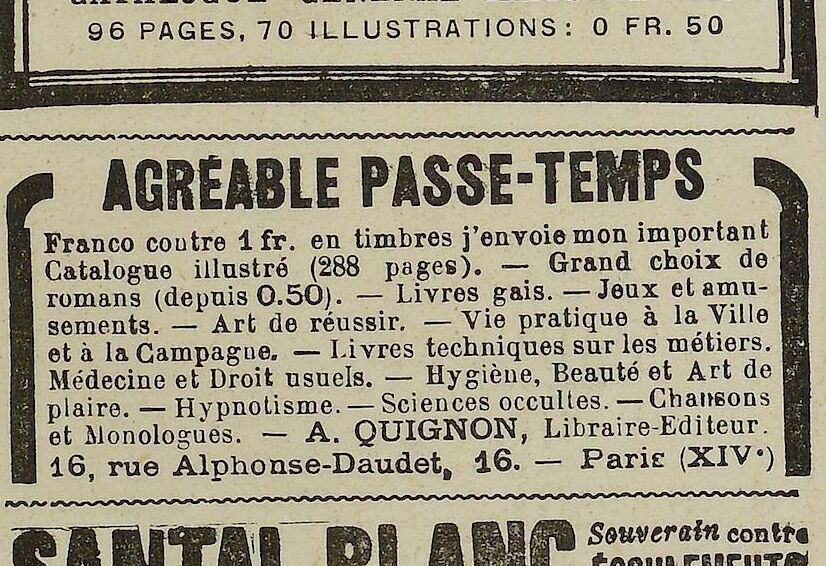 96 PAGES, 70 ILLUSTRATIONS: 0 FR. 50
AGRÉABLE PASSE-TEMPS
Franco contre 1 fr. en timbres j'envoie mon important
Catalogue illustré (288 pages). — Grand choix de
romans (depuis 0.50). — Livres gais. — Jeux et amu-
sements. — Art de réussir. — Vie pratique à la Ville
et à la Campagne. — Livres techniques sur les métiers.
Médecine et Droit usuels. — Hygiène, Beauté et Art de
plaire. — Hypnotisme. — Sciences occultes. — Chansons
et Monologues. — A. QUIGNON, Libraire-Editeur.
16, rue Alphonse-Daudet, 16. — Paris (XIV•)
SANTAL BLANC Souverain contre
ÉCOULEMENTS